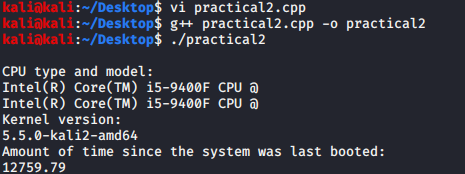 kali@kali:~/Desktop$ vi practical2.cpp
kali@kali:~/Desktop$ g++ practical2.cpp -o practical2
kali@kali:~/Desktop$ ./practical2
CPU type and model:
Intel(R) Core(TM) i5-9400F CPU @
Intel(R) Core(TM) i5-9400F CPU @
Kernel version:
5.5.0-kali2-amd64
Amount of time since the system was last booted:
12759.79